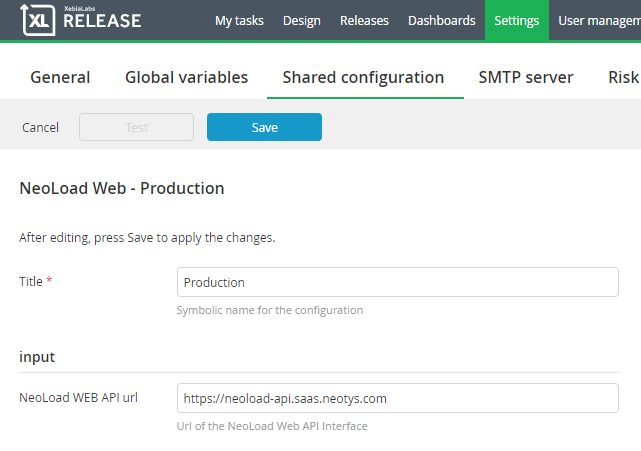 XL XebiaLabs
RELEASE
My tasks Design Releases Dashboards Settings User managem
General Global variables Shared configuration SMTP server Risk
Cancel Test Save
NeoLoad Web - Production
After editing, press Save to apply the changes.
Title * Production
Symbolic name for the configuration
input
NeoLoad WEB API url https://neoload-api.saas.neotys.com
Url of the NeoLoad Web API Interface